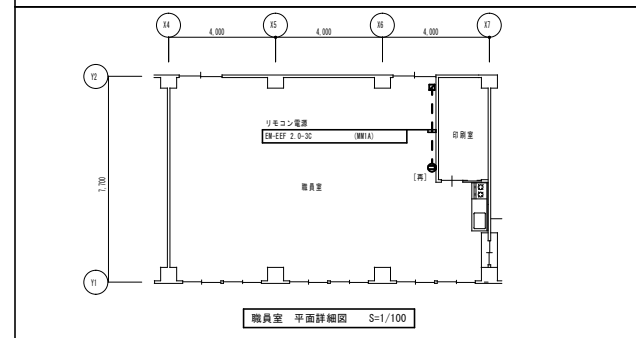 X4 X5 X6 X7
4,000 4,000 4,000
Y2
リモコン電源
EM-EEF 2.0-3C (MM1A)
印刷室
[再]
7,700
職員室
Y1
職員室 平面詳細図 S=1/100